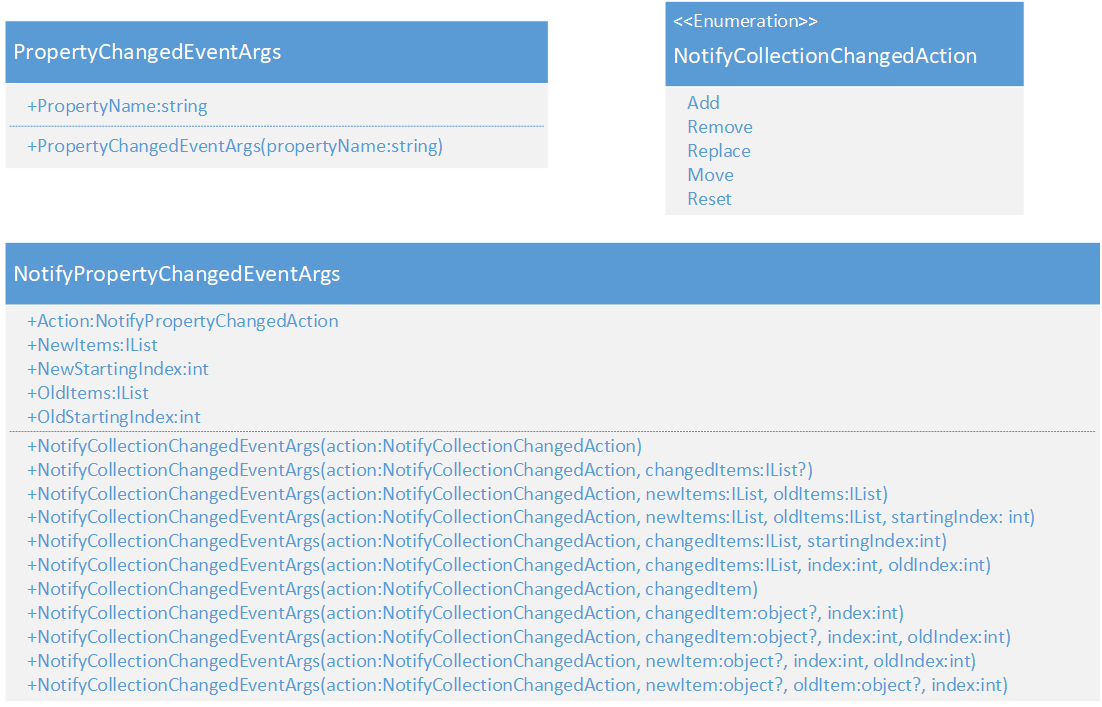 PropertyChangedEventArgs
+PropertyName:string
+PropertyChangedEventArgs(propertyName:string)
<<Enumeration>>
NotifyCollectionChangedAction
Add
Remove
Replace
Move
Reset
NotifyPropertyChangedEventArgs
+Action:NotifyPropertyChangedAction
+NewItems:IList
+NewStartingIndex:int
+OldItems:IList
+OldStartingIndex:int
+NotifyCollectionChangedEventArgs(action:NotifyCollectionChangedAction)
+NotifyCollectionChangedEventArgs(action:NotifyCollectionChangedAction, changedItems:IList?)
+NotifyCollectionChangedEventArgs(action:NotifyCollectionChangedAction, newItems:IList, oldItems:IList)
+NotifyCollectionChangedEventArgs(action:NotifyCollectionChangedAction, newItems:IList, oldItems:IList, startingIndex: int)
+NotifyCollectionChangedEventArgs(action:NotifyCollectionChangedAction, changedItems:IList, startingIndex:int)
+NotifyCollectionChangedEventArgs(action:NotifyCollectionChangedAction, changedItems:IList, index:int, oldIndex:int)
+NotifyCollectionChangedEventArgs(action:NotifyCollectionChangedAction, changedItem)
+NotifyCollectionChangedEventArgs(action:NotifyCollectionChangedAction, changedItem:object?, index:int)
+NotifyCollectionChangedEventArgs(action:NotifyCollectionChangedAction, changedItem:object?, index:int, oldIndex:int)
+NotifyCollectionChangedEventArgs(action:NotifyCollectionChangedAction, newItem:object?, index:int, oldIndex:int)
+NotifyCollectionChangedEventArgs(action:NotifyCollectionChangedAction, newItem:object?, oldItem:object?, index:int)